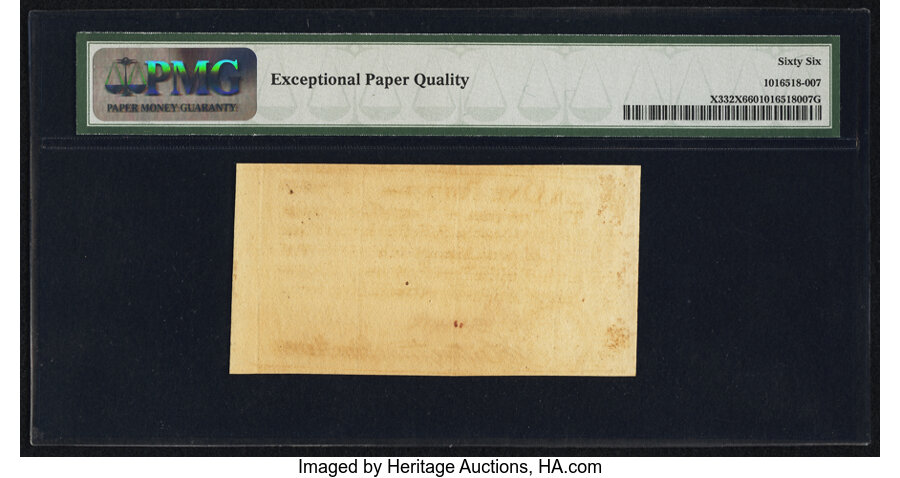 PMG
PAPER MONEY GUARANTY
Exceptional Paper Quality
Sixty Six
1016518-007
X332X6601016518007G
Imaged by Heritage Auctions, HA.com